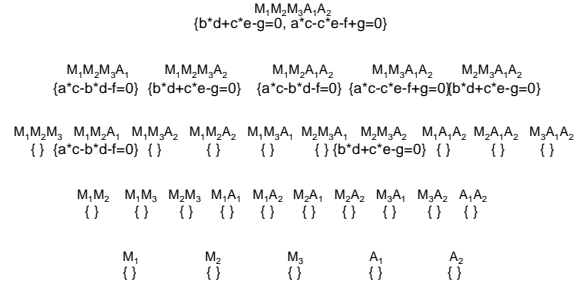 M₁M₂M₃A₁A₂
{b*d+c*e-g=0, a*c-c*e-f+g=0}
M₁M₂M₃A₁ M₁M₂M₃A₂ M₁M₂A₁A₂ M₁M₃A₁A₂ M₂M₃A₁A₂
{a*c-b*d-f=0} {b*d+c*e-g=0} {a*c-b*d-f=0} {a*c-c*e-f+g=0} {b*d+c*e-g=0}
M₁M₂M₃ M₁M₂A₁ M₁M₃A₂ M₁M₂A₂ M₁M₃A₁ M₂M₃A₁ M₂M₃A₂ M₁A₁A₂ M₂A₁A₂ M₃A₁A₂
{ } {a*c-b*d-f=0} { } { } { } { } {b*d+c*e-g=0} { } { } { }
M₁M₂ M₁M₃ M₂M₃ M₁A₁ M₁A₂ M₂A₁ M₂A₂ M₃A₁ M₃A₂ A₁A₂
{ } { } { } { } { } { } { } { } { } { }
M₁ M₂ M₃ A₁ A₂
{ } { } { } { } { }